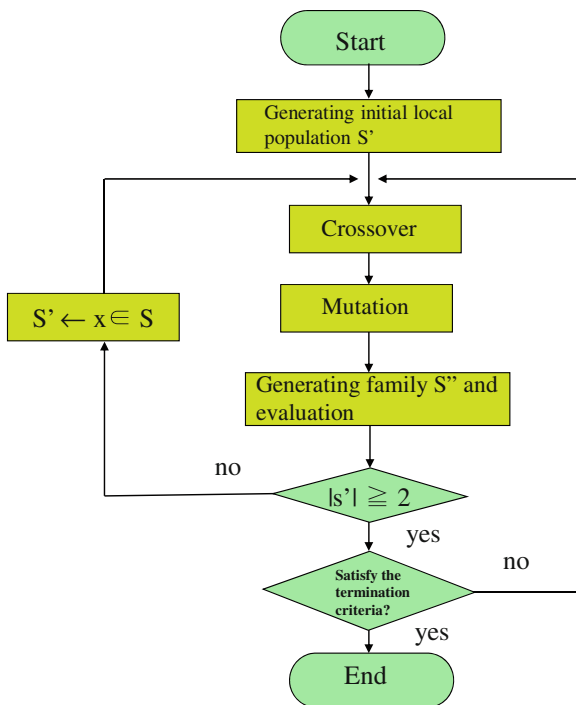 Start
Generating initial local
population S’
Crossover
Mutation
S’ ← x ∈ S
Generating family S” and
evaluation
no
|s’| ≧ 2
yes
Satisfy the
termination
criteria?
no
yes
End